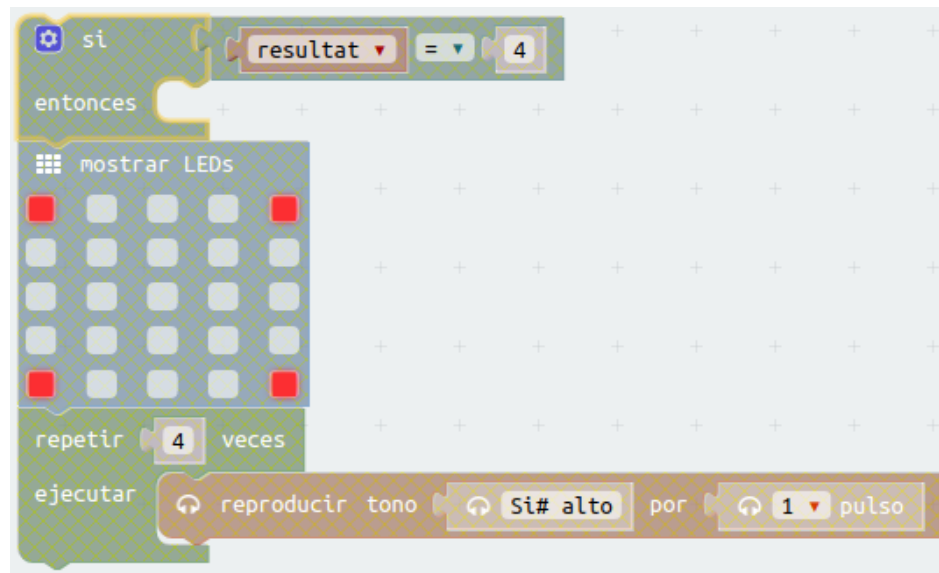 si resultat ▼ = ▼ 4
entonces
mostrar LEDs
repetir 4 veces
ejecutar reproducir tono Si# alto por 1 ▼ pulso